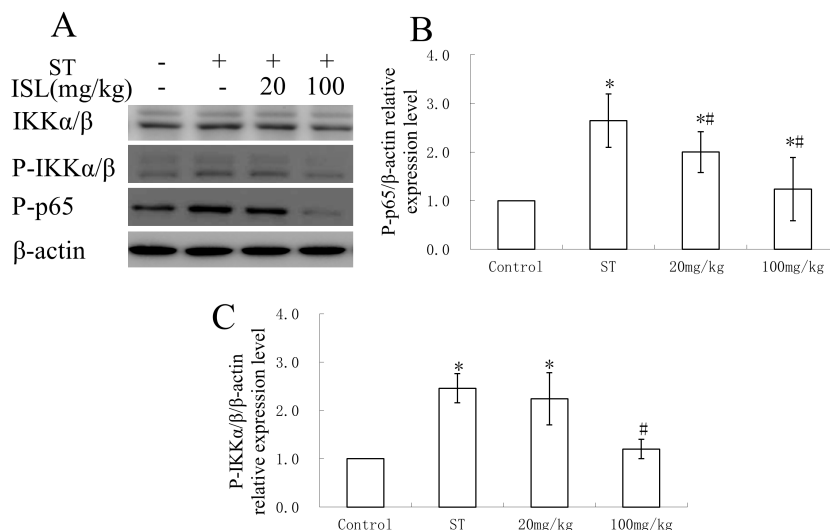 A
ST - + + +
ISL(mg/kg) - - 20 100
IKKα/β
P-IKKα/β
P-p65
β-actin
B
P-p65/β-actin relative
expression level
4.0
3.0
2.0
1.0
0.0
*
*#
*#
Control ST 20mg/kg 100mg/kg
C
P-IKKα/β/β-actin
relative expression level
4.0
3.0
2.0
1.0
0.0
*
*
#
Control ST 20mg/kg 100mg/kg